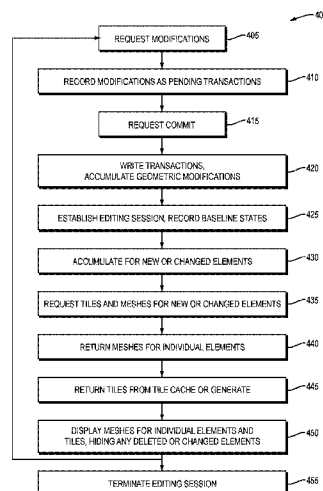 40
REQUEST MODIFICATIONS
405
RECORD MODIFICATIONS AS PENDING TRANSACTIONS
410
REQUEST COMMIT
415
WRITE TRANSACTIONS,
ACCUMULATE GEOMETRIC MODIFICATIONS
420
ESTABLISH EDITING SESSION, RECORD BASELINE STATES
425
ACCUMULATE FOR NEW OR CHANGED ELEMENTS
430
REQUEST TILES AND MESHES FOR NEW OR CHANGED ELEMENTS
435
RETURN MESHES FOR INDIVIDUAL ELEMENTS
440
RETURN TILES FROM TILE CACHE OR GENERATE
445
DISPLAY MESHES FOR INDIVIDUAL ELEMENTS AND
TILES, HIDING ANY DELETED OR CHANGED ELEMENTS
450
TERMINATE EDITING SESSION
455